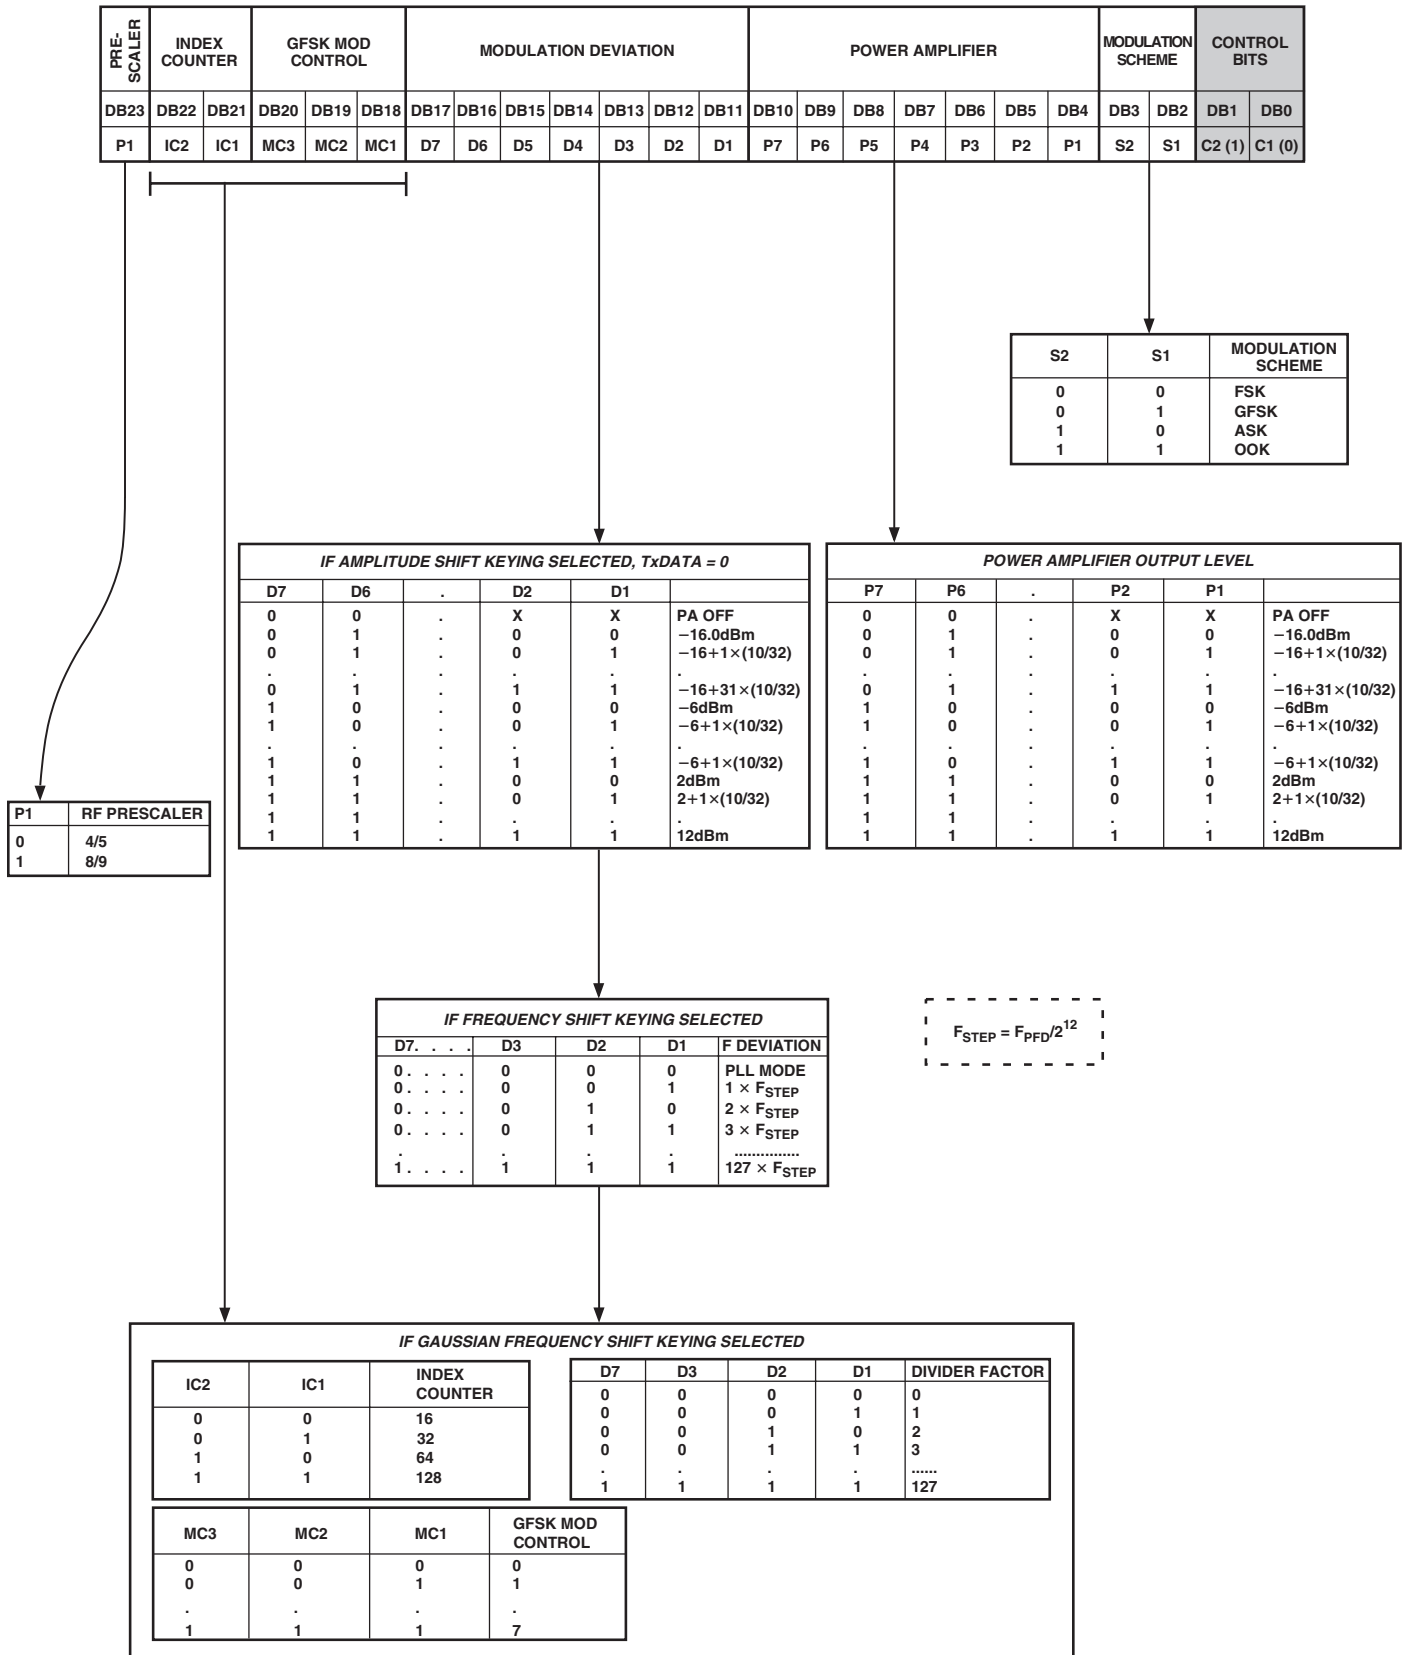 PRE-SCALER INDEX COUNTER GFSK MOD CONTROL MODULATION DEVIATION POWER AMPLIFIER MODULATION SCHEME CONTROL BITS
DB23 DB22 DB21 DB20 DB19 DB18 DB17 DB16 DB15 DB14 DB13 DB12 DB11 DB10 DB9 DB8 DB7 DB6 DB5 DB4 DB3 DB2 DB1 DB0
P1 IC2 IC1 MC3 MC2 MC1 D7 D6 D5 D4 D3 D2 D1 P7 P6 P5 P4 P3 P2 P1 S2 S1 C2 (1) C1 (0)
S2 S1 MODULATION SCHEME
0 0 FSK
0 1 GFSK
1 0 ASK
1 1 OOK
IF AMPLITUDE SHIFT KEYING SELECTED, TxDATA = 0
D7 D6 . D2 D1
0 0 . X X PA OFF
0 1 . 0 0 −16.0dBm
0 1 . 0 1 −16+1×(10/32)
. . . . . .
0 1 . 1 1 −16+31×(10/32)
1 0 . 0 0 −6dBm
1 0 . 0 1 −6+1×(10/32)
. . . . . .
1 0 . 1 1 −6+1×(10/32)
1 1 . 0 0 2dBm
1 1 . 0 1 2+1×(10/32)
1 1 . . . .
1 1 . 1 1 12dBm
POWER AMPLIFIER OUTPUT LEVEL
P7 P6 . P2 P1
0 0 . X X PA OFF
0 1 . 0 0 −16.0dBm
0 1 . 0 1 −16+1×(10/32)
. . . . . .
0 1 . 1 1 −16+31×(10/32)
1 0 . 0 0 −6dBm
1 0 . 0 1 −6+1×(10/32)
. . . . . .
1 0 . 1 1 −6+1×(10/32)
1 1 . 0 0 2dBm
1 1 . 0 1 2+1×(10/32)
1 1 . . . .
1 1 . 1 1 12dBm
P1 RF PRESCALER
0 4/5
1 8/9
IF FREQUENCY SHIFT KEYING SELECTED
D7. . . . D3 D2 D1 F DEVIATION
0. . . . 0 0 0 PLL MODE
0. . . . 0 0 1 1 × FSTEP
0. . . . 0 1 0 2 × FSTEP
0. . . . 0 1 1 3 × FSTEP
. . . . ...............
1. . . . 1 1 1 127 × FSTEP
FSTEP = FPFD/2^12
IF GAUSSIAN FREQUENCY SHIFT KEYING SELECTED
IC2 IC1 INDEX COUNTER
0 0 16
0 1 32
1 0 64
1 1 128
D7 D3 D2 D1 DIVIDER FACTOR
0 0 0 0 0
0 0 0 1 1
0 0 1 0 2
0 0 1 1 3
. . . . ......
1 1 1 1 127
MC3 MC2 MC1 GFSK MOD CONTROL
0 0 0 0
0 0 1 1
. . . .
1 1 1 7